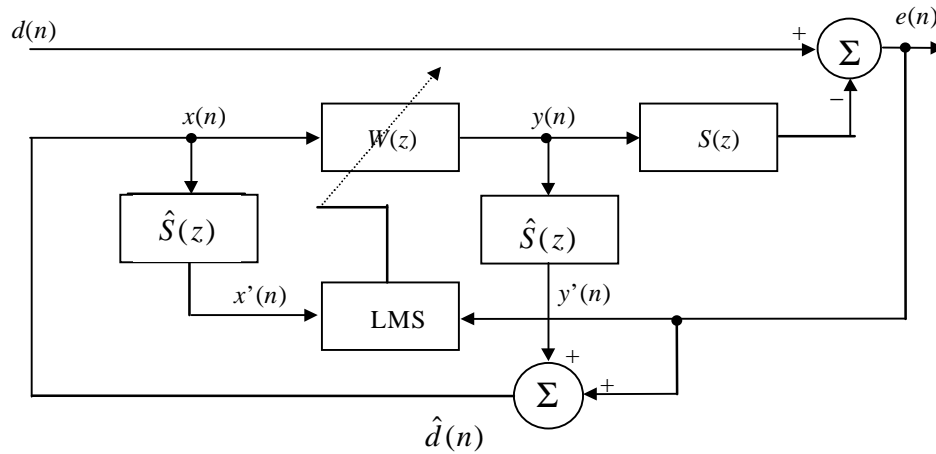 d(n)
e(n)
+
Σ
−
x(n)
W(z)
y(n)
S(z)
Ŝ(z)
Ŝ(z)
x’(n)
LMS
y’(n)
+
Σ
+
d̂(n)